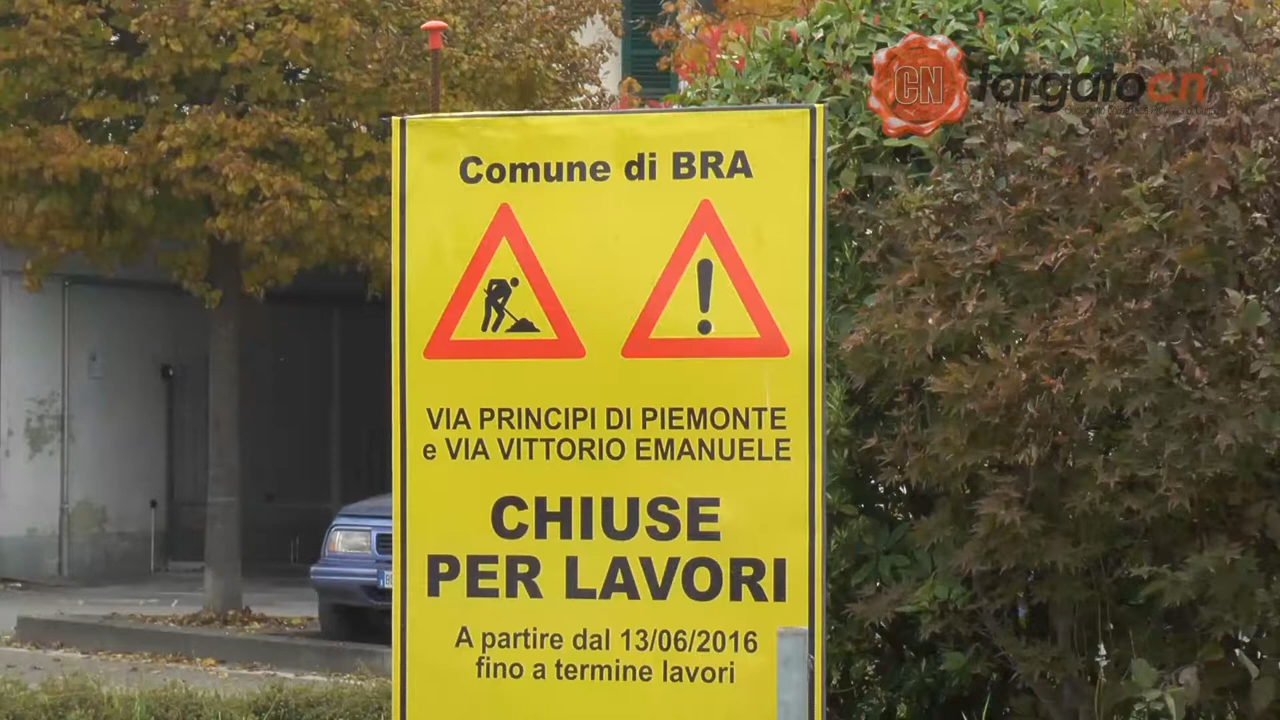 CN targatocn
Comune di BRA
VIA PRINCIPI DI PIEMONTE
e VIA VITTORIO EMANUELE
CHIUSE
PER LAVORI
A partire dal 13/06/2016
fino a termine lavori